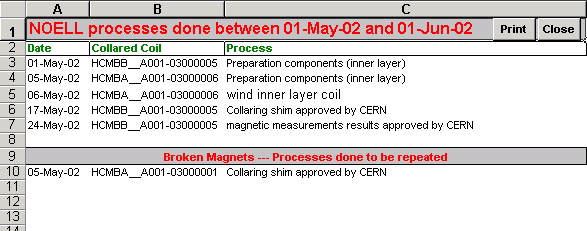 A B C
1 NOELL processes done between 01-May-02 and 01-Jun-02 Print Close
2 Date Collared Coil Process
3 01-May-02 HCMBB__A001-03000005 Preparation components (inner layer)
4 05-May-02 HCMBA__A001-03000006 Preparation components (inner layer)
5 06-May-02 HCMBA__A001-03000006 wind inner layer coil
6 17-May-02 HCMBB__A001-03000005 Collaring shim approved by CERN
7 24-May-02 HCMBB__A001-03000005 magnetic measurements results approved by CERN
8
9 Broken Magnets --- Processes done to be repeated
10 05-May-02 HCMBA__A001-03000001 Collaring shim approved by CERN
11
12
13
14